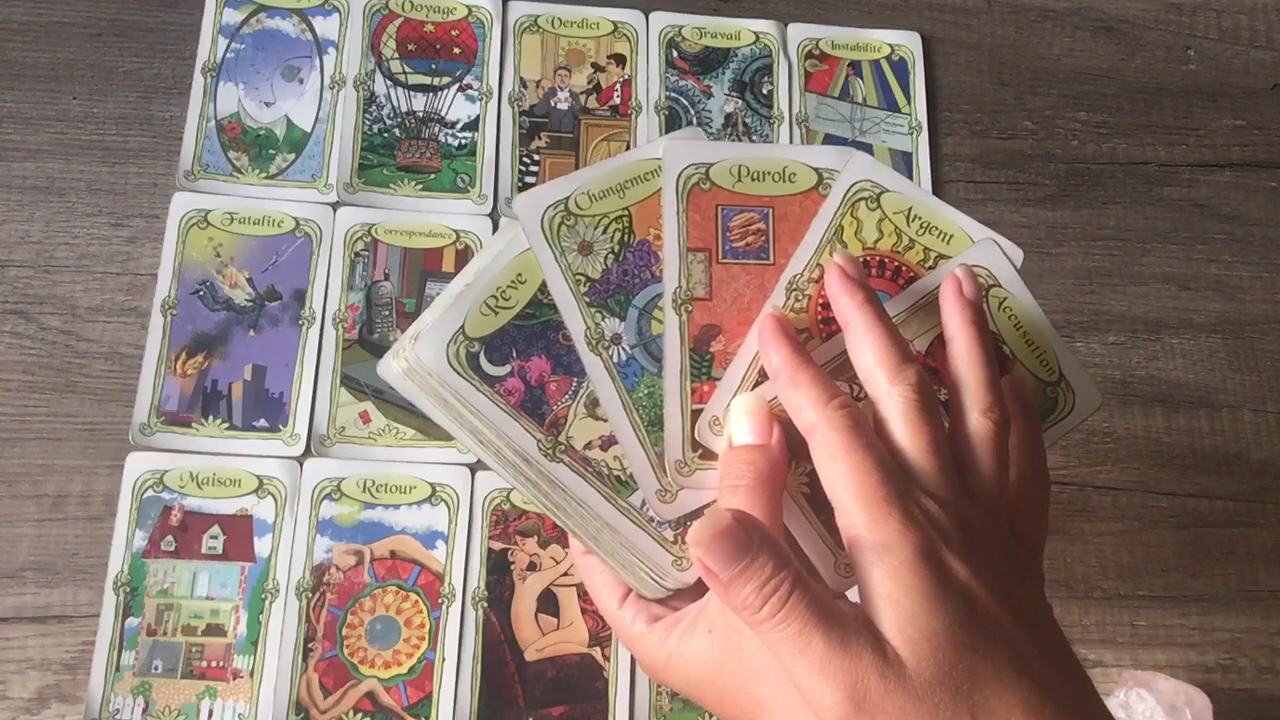 Voyage
Verdict
Travail
Instabilité
Fatalité
Correspondance
Rêve
Changement
Parole
Argent
Accusation
Maison
Retour